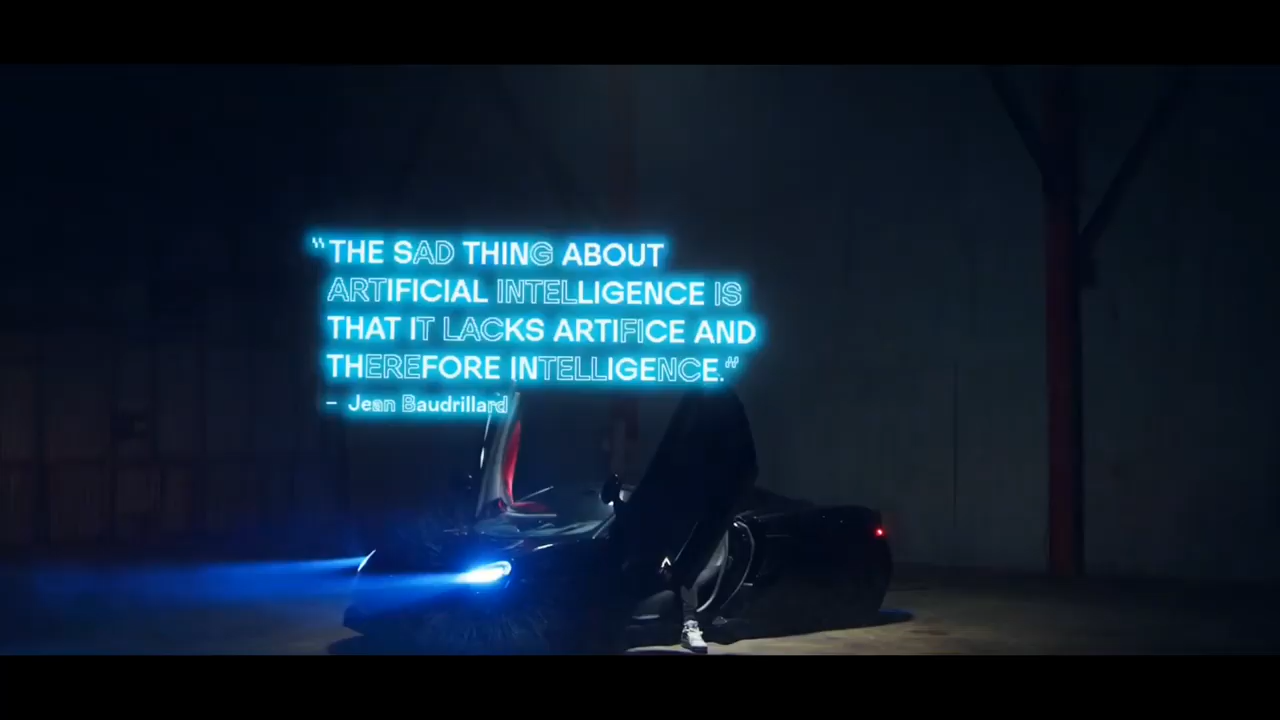 "THE SAD THING ABOUT
ARTIFICIAL INTELLIGENCE IS
THAT IT LACKS ARTIFICE AND
THEREFORE INTELLIGENCE."
– Jean Baudrillard